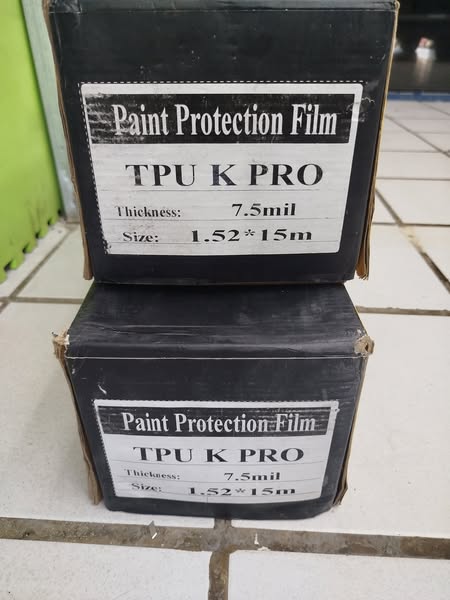 Paint Protection Film
TPU K PRO
Thickness: 7.5mil
Size: 1.52*15m
Paint Protection Film
TPU K PRO
Thickness: 7.5mil
Size: 1.52*15m